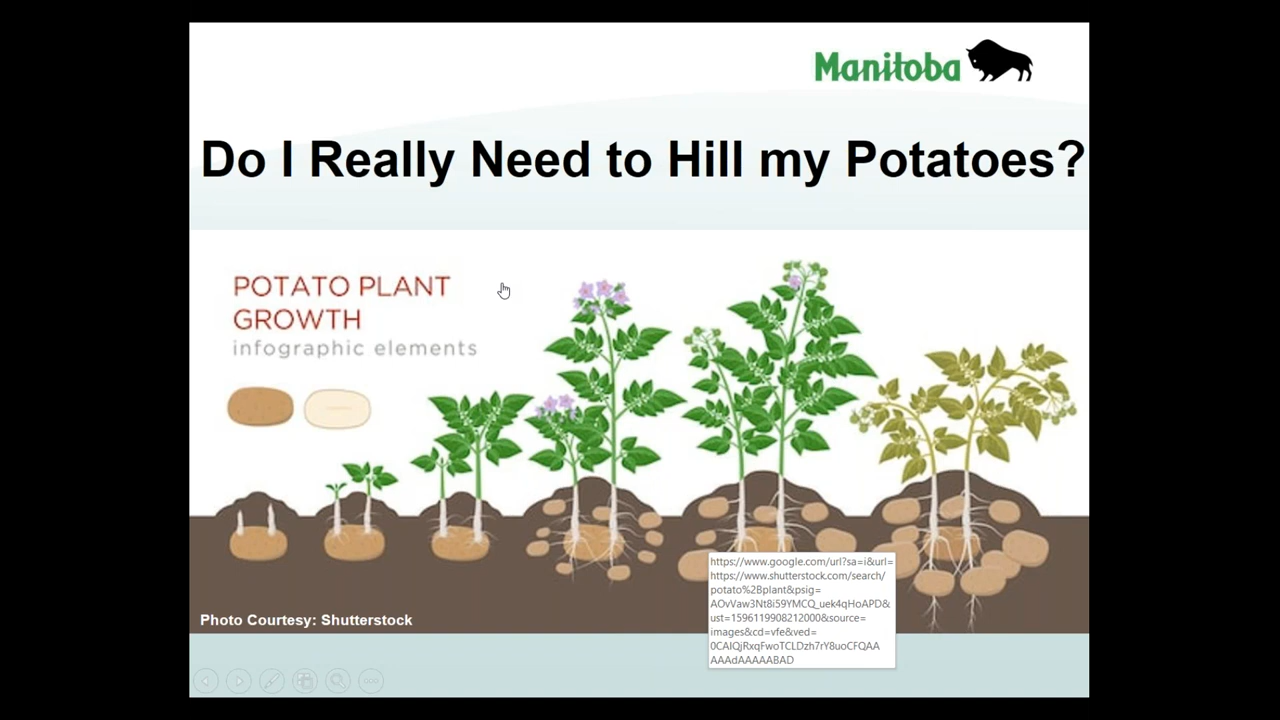 Manitoba
Do I Really Need to Hill my Potatoes?
POTATO PLANT
GROWTH
infographic elements
https://www.google.com/url?sa=i&url=
https://www.shutterstock.com/search/
potato%2Bplant&psig=
AOvVaw3Nt8i59YMCQ_uek4qHoAPD&
ust=1596119908212000&source=
images&cd=vfe&ved=
0CAIQjRxqFwoTCLDzh7rY8uoCFQAA
AAAdAAAAABAD
Photo Courtesy: Shutterstock